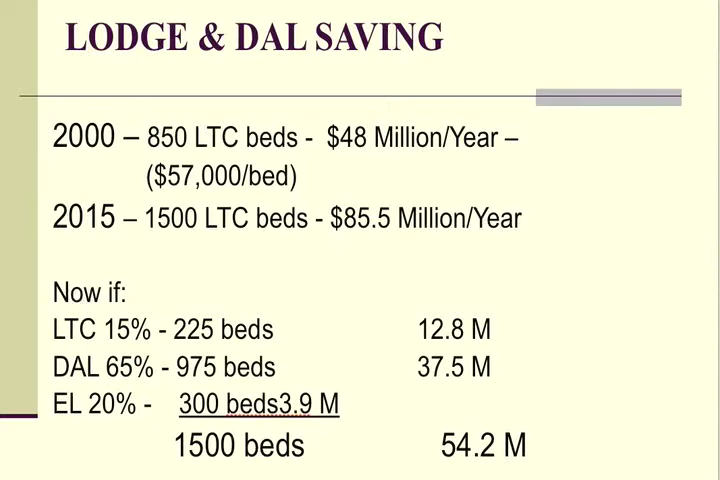 LODGE & DAL SAVING
2000 – 850 LTC beds -  $48 Million/Year –
($57,000/bed)
2015 – 1500 LTC beds - $85.5 Million/Year
Now if:
LTC 15% - 225 beds 12.8 M
DAL 65% - 975 beds 37.5 M
EL 20% - 300 beds3.9 M
1500 beds 54.2 M